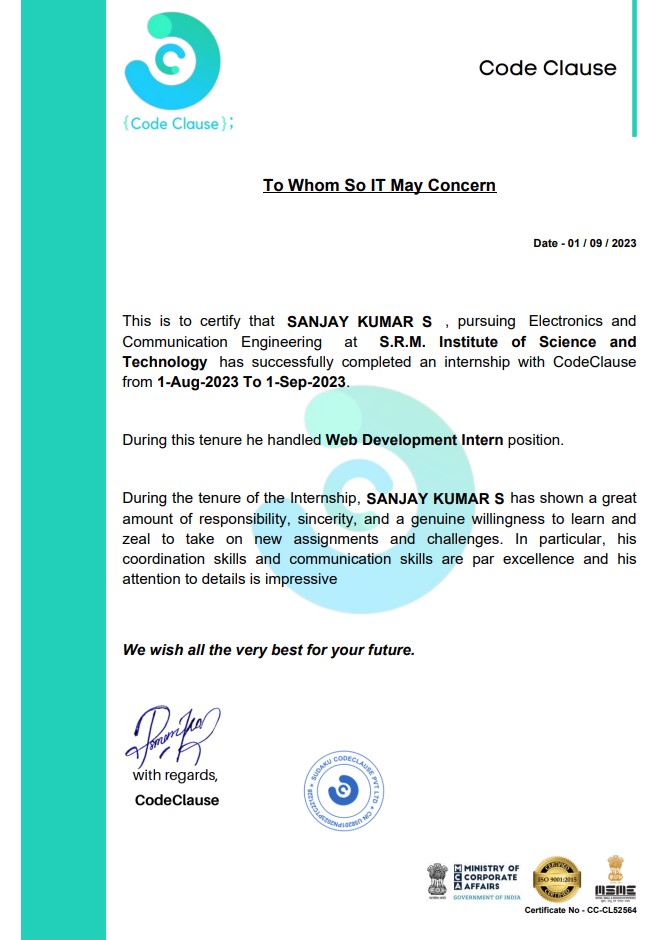 {Code Clause};
Code Clause
To Whom So IT May Concern
Date - 01 / 09 / 2023
This is to certify that SANJAY KUMAR S , pursuing Electronics and
Communication Engineering at S.R.M. Institute of Science and
Technology has successfully completed an internship with CodeClause
from 1-Aug-2023 To 1-Sep-2023.
During this tenure he handled Web Development Intern position.
During the tenure of the Internship, SANJAY KUMAR S has shown a great
amount of responsibility, sincerity, and a genuine willingness to learn and
zeal to take on new assignments and challenges. In particular, his
coordination skills and communication skills are par excellence and his
attention to details is impressive
We wish all the very best for your future.
with regards,
CodeClause
SUDAKU CODECLAUSE PVT LTD
MCA
MINISTRY OF
CORPORATE
AFFAIRS
GOVERNMENT OF INDIA
CERTIFIED
ISO 9001:2015
CERTIFIED
MSME
Certificate No - CC-CL52564